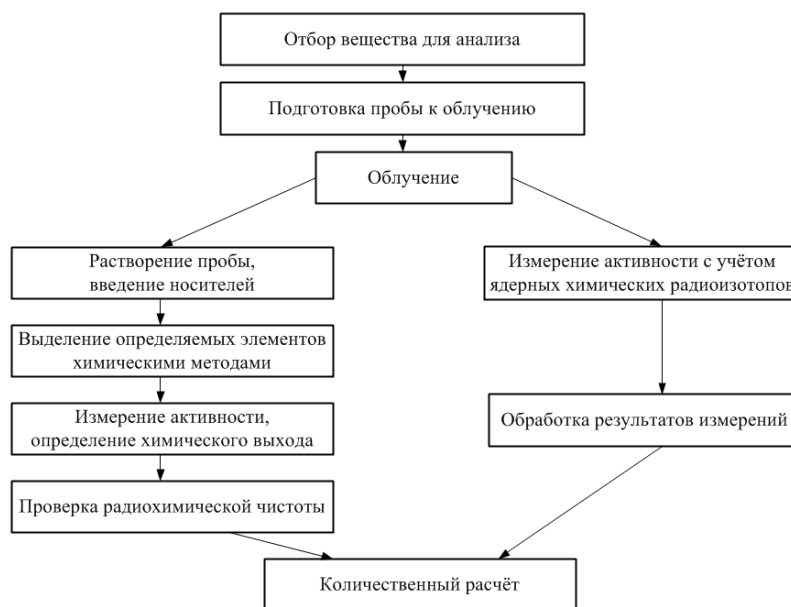 Отбор вещества для анализа
Подготовка пробы к облучению
Облучение
Растворение пробы,
введение носителей
Выделение определяемых элементов
химическими методами
Измерение активности,
определение химического выхода
Проверка радиохимической чистоты
Измерение активности с учётом
ядерных химических радиоизотопов
Обработка результатов измерений
Количественный расчёт